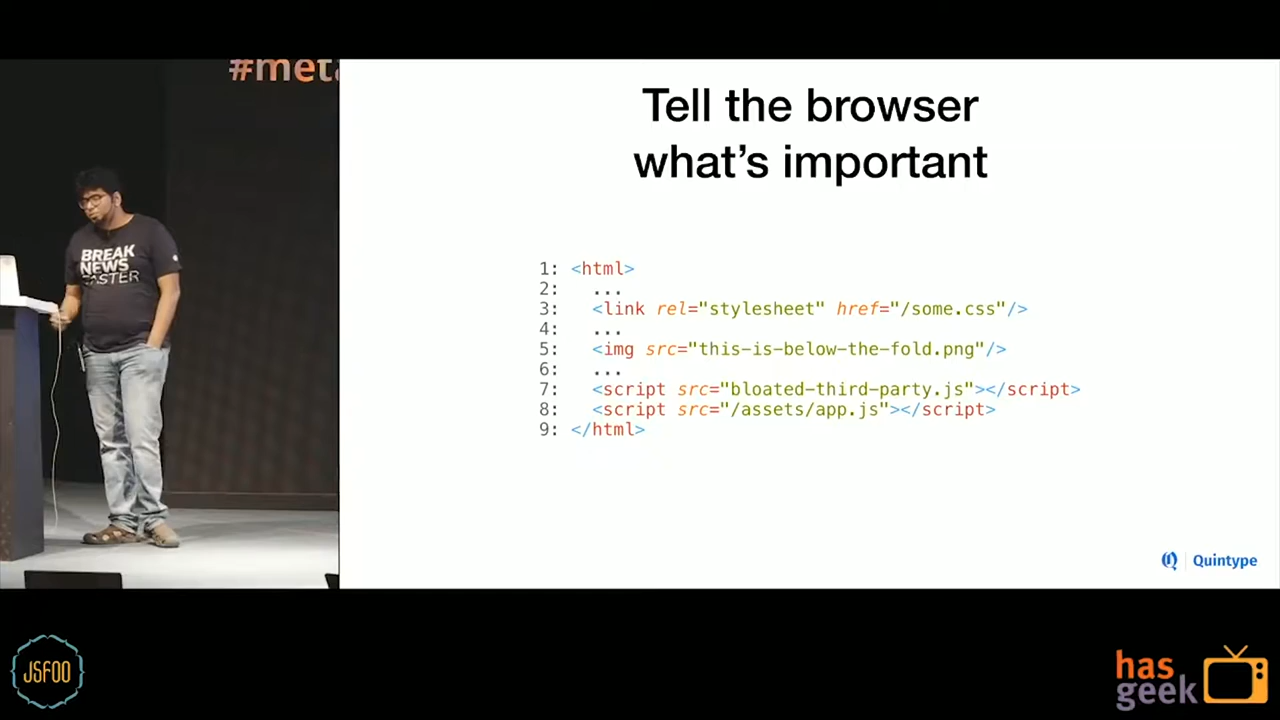 #meta
Tell the browser
what's important
BREAK
NEWS
FASTER
1: <html>
2: ...
3: <link rel="stylesheet" href="/some.css"/>
4: ...
5: <img src="this-is-below-the-fold.png"/>
6: ...
7: <script src="bloated-third-party.js"></script>
8: <script src="/assets/app.js"></script>
9: </html>
Quintype
JSFOO
has
geek